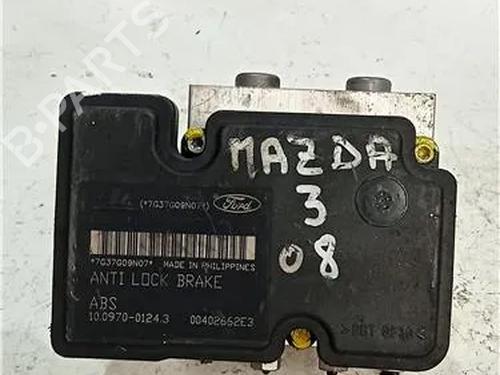 B-PARTS
(*7G37G09N07*)
Ford
MAZDA
3
08
*7G37G09N07* MADE IN PHILIPPINES
ANTI LOCK BRAKE
ABS
10.0970-0124.3 00402662E3